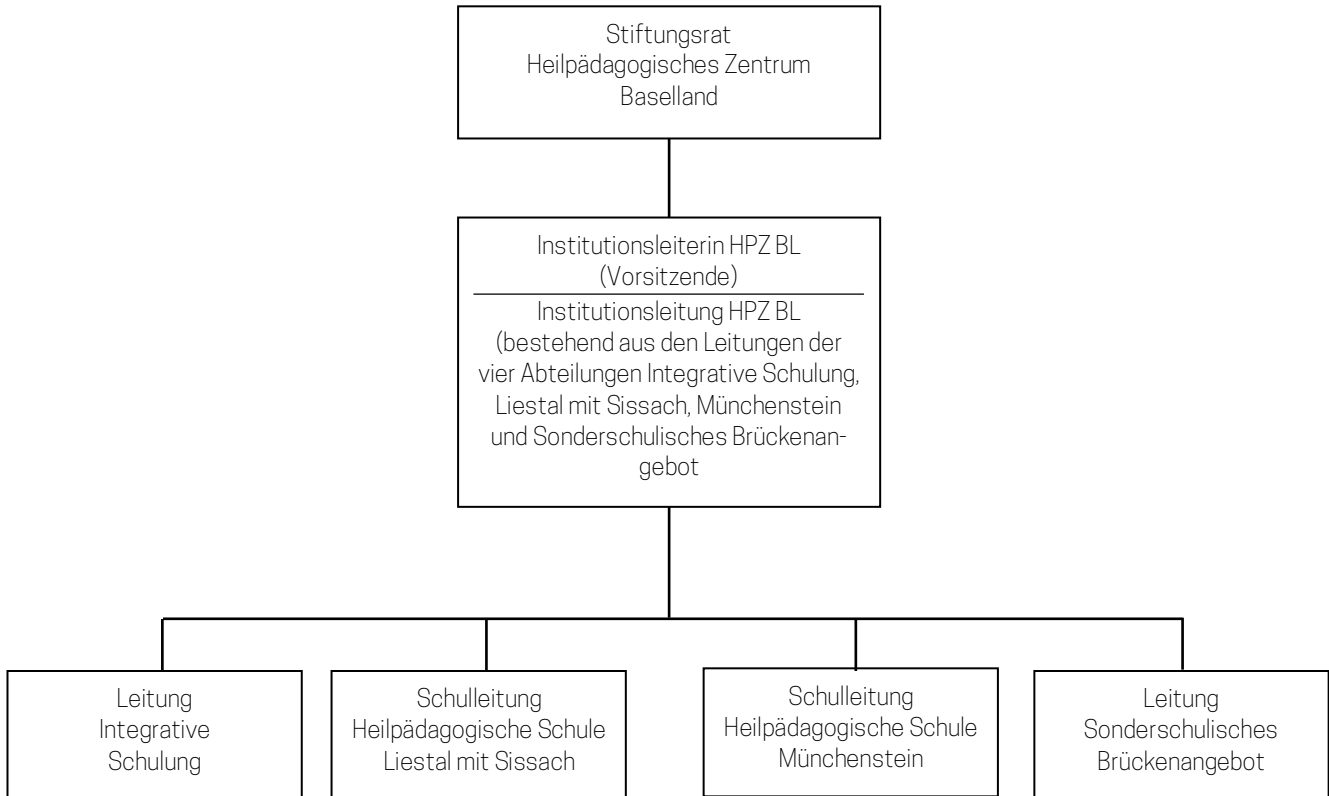 Stiftungsrat
Heilpädagogisches Zentrum
Baselland
Institutionsleiterin HPZ BL
(Vorsitzende)
Institutionsleitung HPZ BL
(bestehend aus den Leitungen der
vier Abteilungen Integrative Schulung,
Liestal mit Sissach, Münchenstein
und Sonderschulisches Brückenan-
gebot
Leitung
Integrative
Schulung
Schulleitung
Heilpädagogische Schule
Liestal mit Sissach
Schulleitung
Heilpädagogische Schule
Münchenstein
Leitung
Sonderschulisches
Brückenangebot